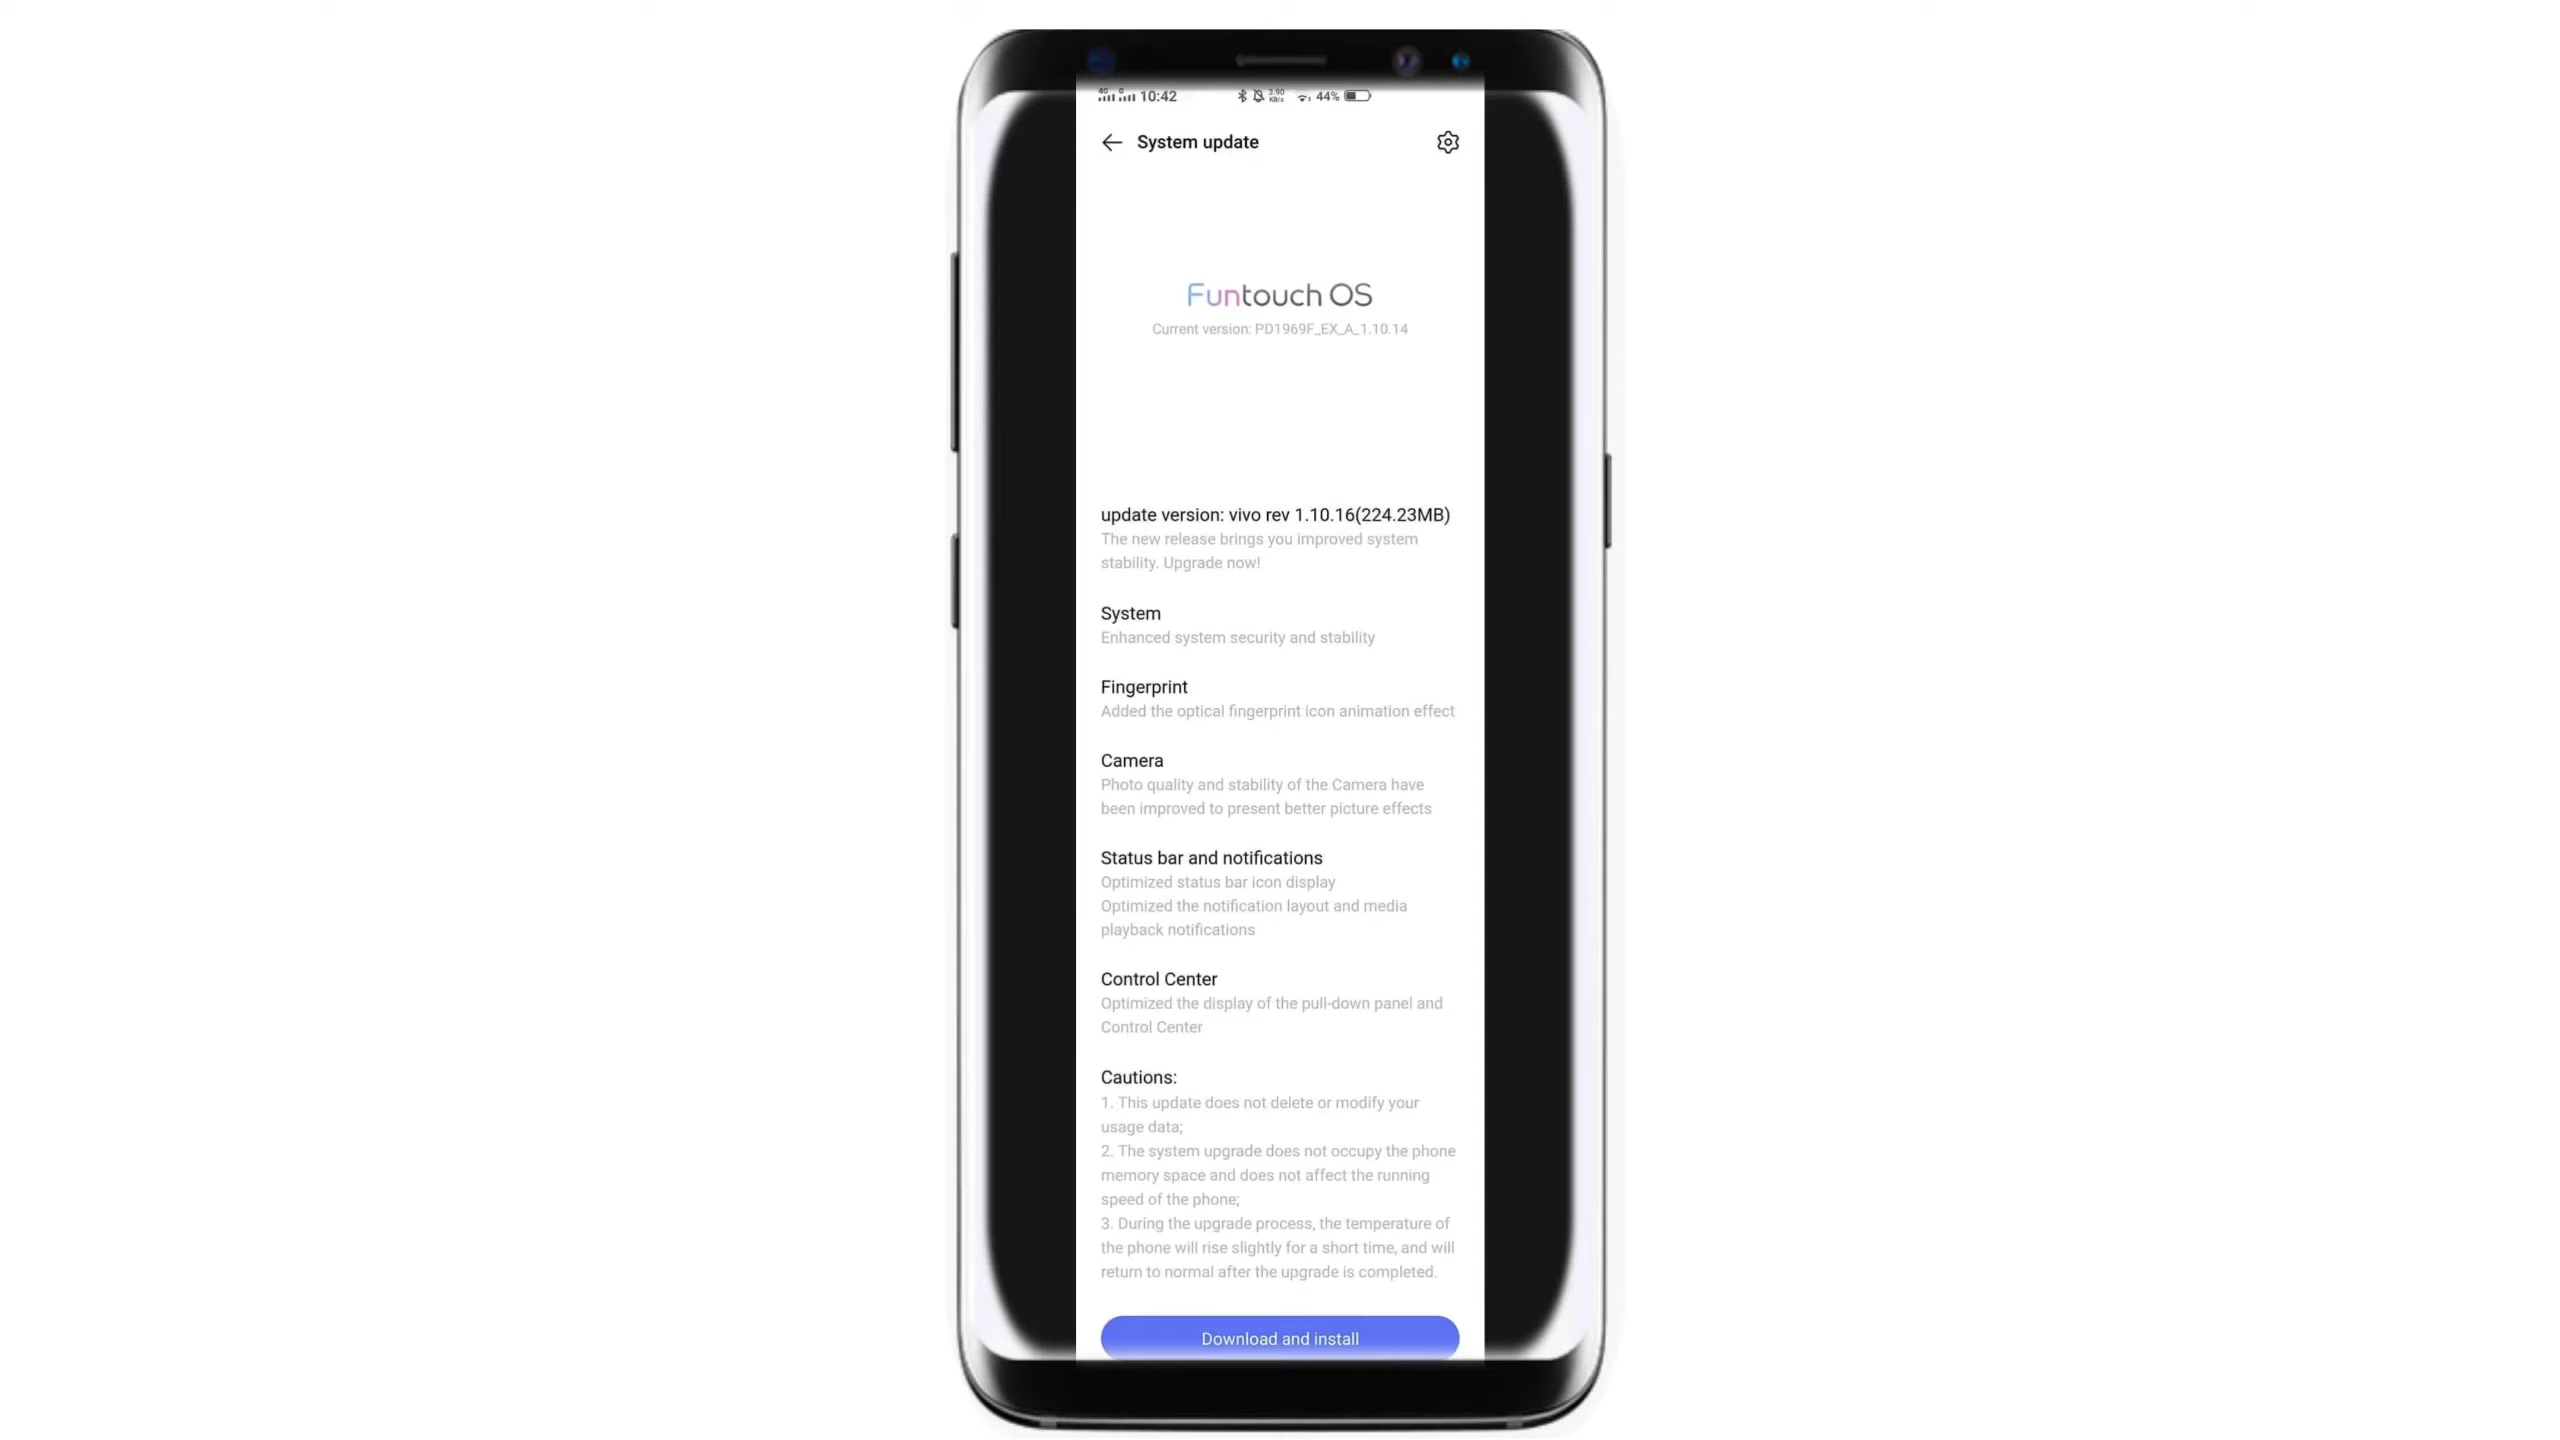 4G G 10:42 3.90 KB/s 44%
System update
Funtouch OS
Current version: PD1969F_EX_A_1.10.14
update version: vivo rev 1.10.16(224.23MB)
The new release brings you improved system
stability. Upgrade now!
System
Enhanced system security and stability
Fingerprint
Added the optical fingerprint icon animation effect
Camera
Photo quality and stability of the Camera have
been improved to present better picture effects
Status bar and notifications
Optimized status bar icon display
Optimized the notification layout and media
playback notifications
Control Center
Optimized the display of the pull-down panel and
Control Center
Cautions:
1. This update does not delete or modify your
usage data;
2. The system upgrade does not occupy the phone
memory space and does not affect the running
speed of the phone;
3. During the upgrade process, the temperature of
the phone will rise slightly for a short time, and will
return to normal after the upgrade is completed.
Download and install